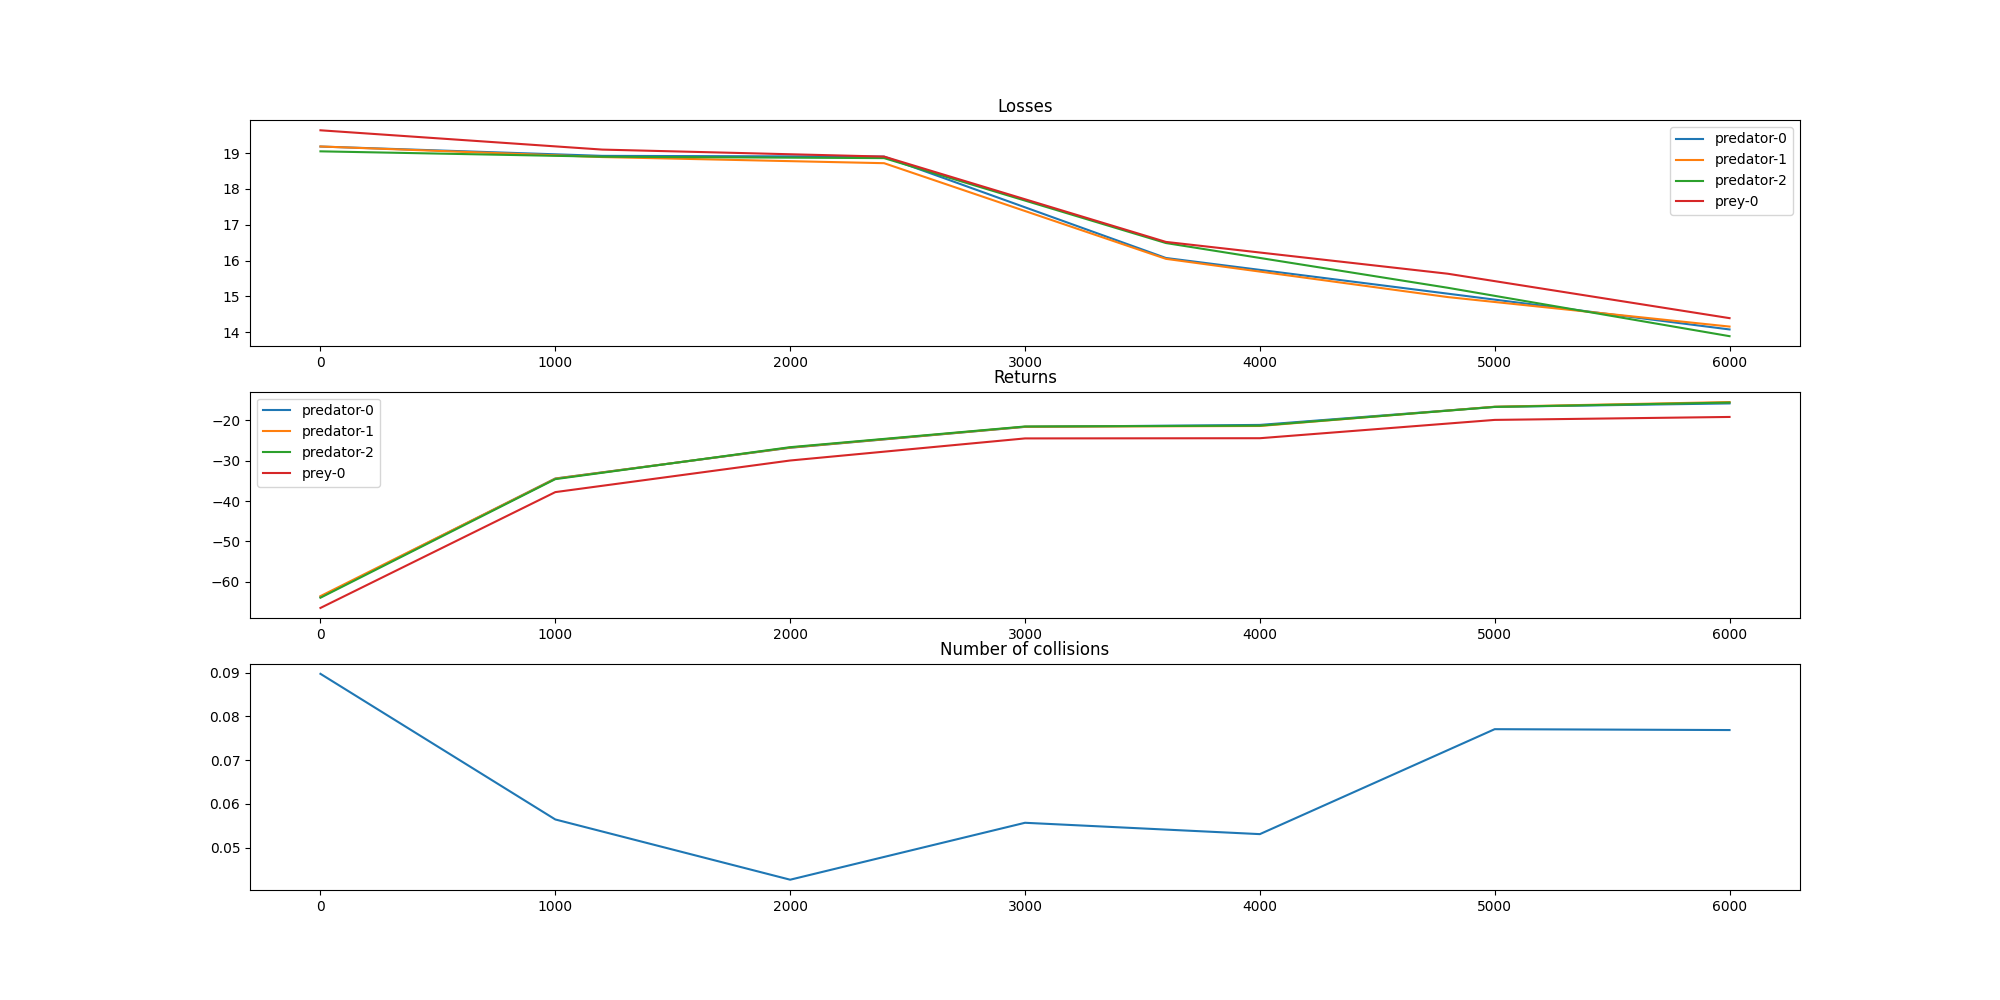 Losses
19
18
17
16
15
14
predator-0
predator-1
predator-2
prey-0
0 1000 2000 3000 4000 5000 6000
Returns
−20
−30
−40
−50
−60
predator-0
predator-1
predator-2
prey-0
0 1000 2000 3000 4000 5000 6000
Number of collisions
0.09
0.08
0.07
0.06
0.05
0 1000 2000 3000 4000 5000 6000